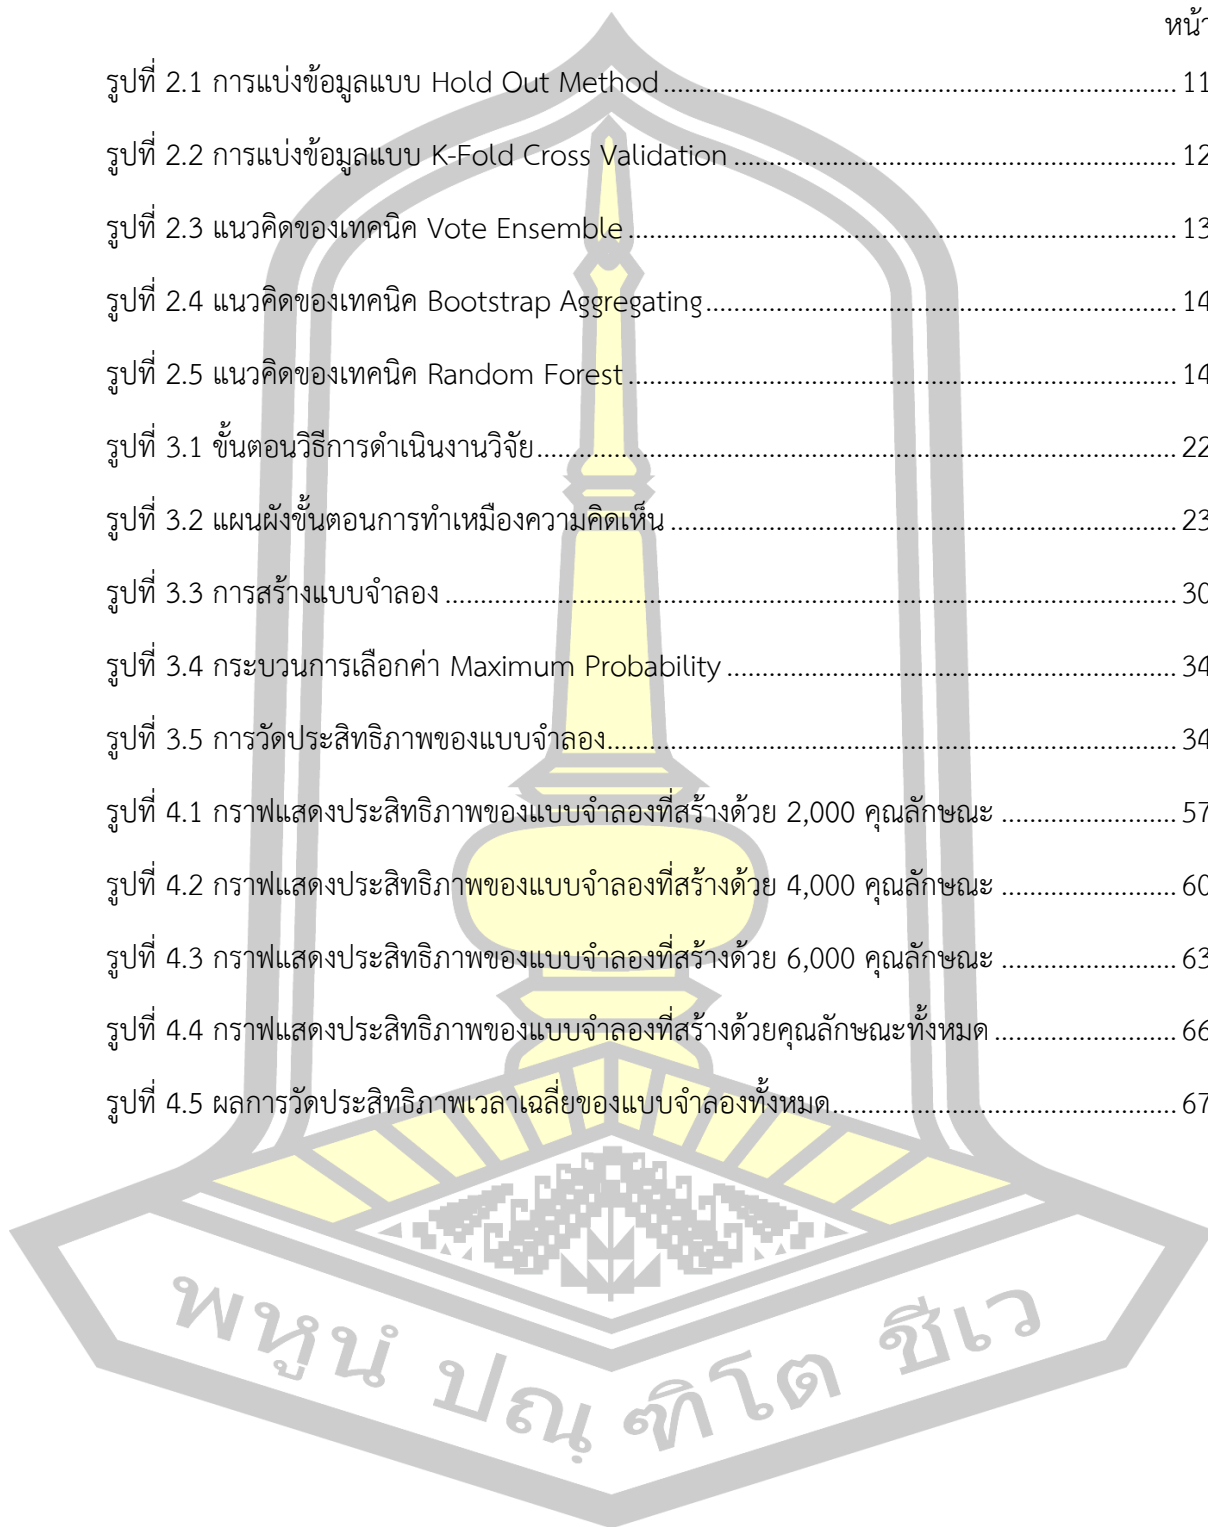 หน้า
รูปที่ 2.1 การแบ่งข้อมูลแบบ Hold Out Method ........ 11
รูปที่ 2.2 การแบ่งข้อมูลแบบ K-Fold Cross Validation ........ 12
รูปที่ 2.3 แนวคิดของเทคนิค Vote Ensemble ........ 13
รูปที่ 2.4 แนวคิดของเทคนิค Bootstrap Aggregating ........ 14
รูปที่ 2.5 แนวคิดของเทคนิค Random Forest ........ 14
รูปที่ 3.1 ขั้นตอนวิธีการดำเนินงานวิจัย ........ 22
รูปที่ 3.2 แผนผังขั้นตอนการทำเหมืองความคิดเห็น ........ 23
รูปที่ 3.3 การสร้างแบบจำลอง ........ 30
รูปที่ 3.4 กระบวนการเลือกค่า Maximum Probability ........ 34
รูปที่ 3.5 การวัดประสิทธิภาพของแบบจำลอง ........ 34
รูปที่ 4.1 กราฟแสดงประสิทธิภาพของแบบจำลองที่สร้างด้วย 2,000 คุณลักษณะ ........ 57
รูปที่ 4.2 กราฟแสดงประสิทธิภาพของแบบจำลองที่สร้างด้วย 4,000 คุณลักษณะ ........ 60
รูปที่ 4.3 กราฟแสดงประสิทธิภาพของแบบจำลองที่สร้างด้วย 6,000 คุณลักษณะ ........ 63
รูปที่ 4.4 กราฟแสดงประสิทธิภาพของแบบจำลองที่สร้างด้วยคุณลักษณะทั้งหมด ........ 66
รูปที่ 4.5 ผลการวัดประสิทธิภาพเวลาเฉลี่ยของแบบจำลองทั้งหมด ........ 67
พหูนํ ปณฺฑิโต ชีเว